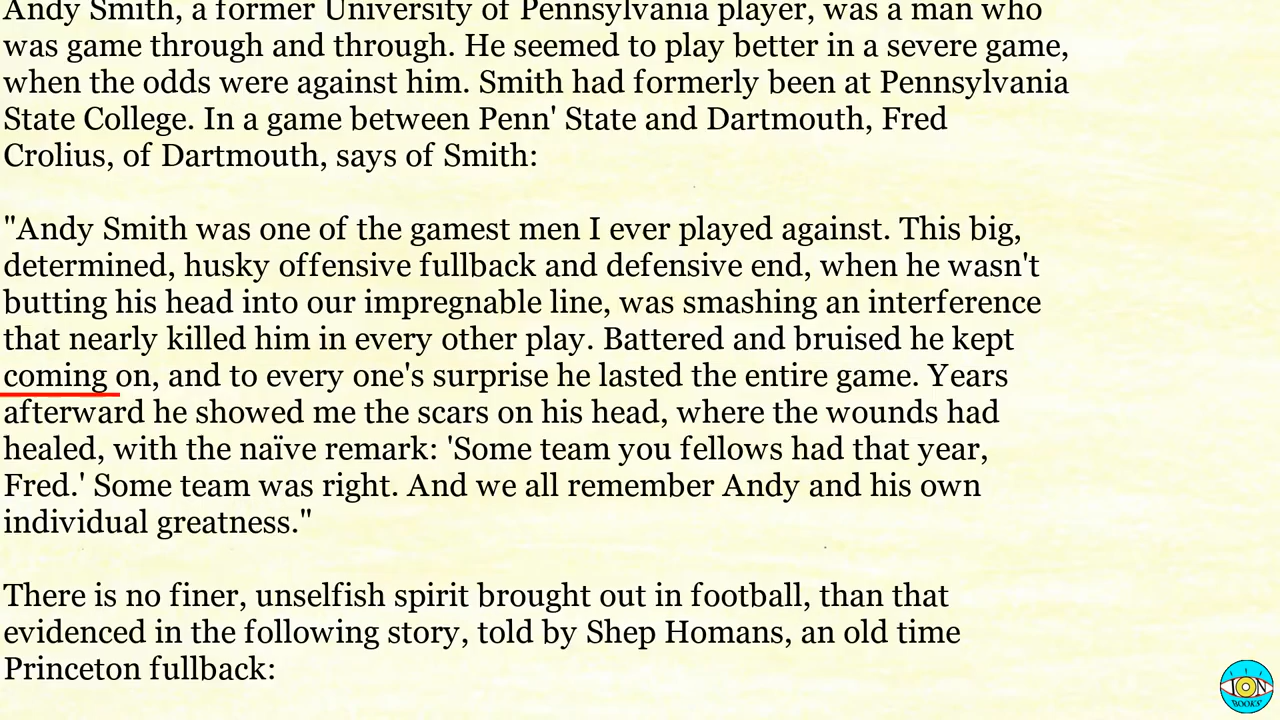 Andy Smith, a former University of Pennsylvania player, was a man who
was game through and through. He seemed to play better in a severe game,
when the odds were against him. Smith had formerly been at Pennsylvania
State College. In a game between Penn' State and Dartmouth, Fred
Crolius, of Dartmouth, says of Smith:
"Andy Smith was one of the gamest men I ever played against. This big,
determined, husky offensive fullback and defensive end, when he wasn't
butting his head into our impregnable line, was smashing an interference
that nearly killed him in every other play. Battered and bruised he kept
coming on, and to every one's surprise he lasted the entire game. Years
afterward he showed me the scars on his head, where the wounds had
healed, with the naïve remark: 'Some team you fellows had that year,
Fred.' Some team was right. And we all remember Andy and his own
individual greatness."
There is no finer, unselfish spirit brought out in football, than that
evidenced in the following story, told by Shep Homans, an old time
Princeton fullback:
ION
BOOKS